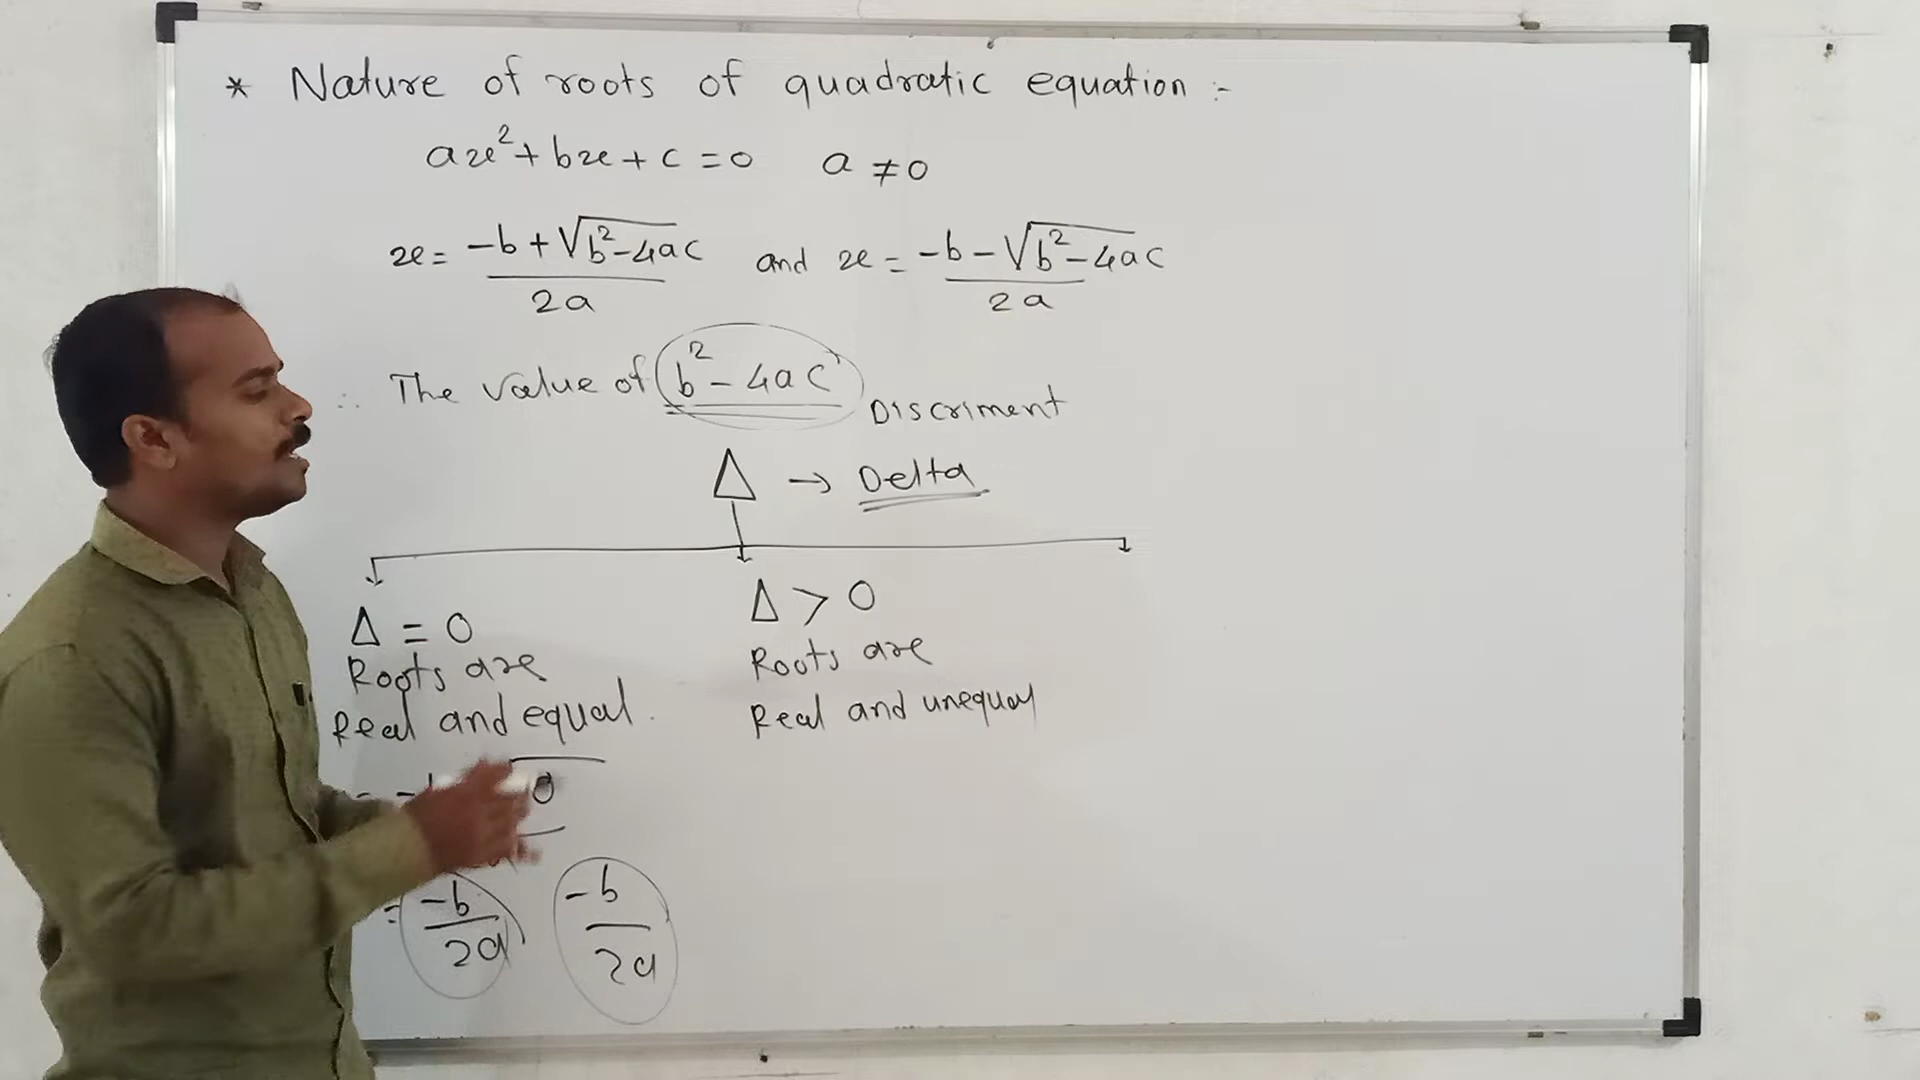 * Nature of roots of quadratic equation :-
ax²+bx+c=0 a≠0
x= -b+√b²-4ac / 2a and x= -b-√b²-4ac / 2a
∴ The value of b²-4ac Discriment
Δ → Delta
Δ = 0
Roots are
Real and equal.
Δ > 0
Roots are
Real and unequal
0
= -b/2a -b/2a